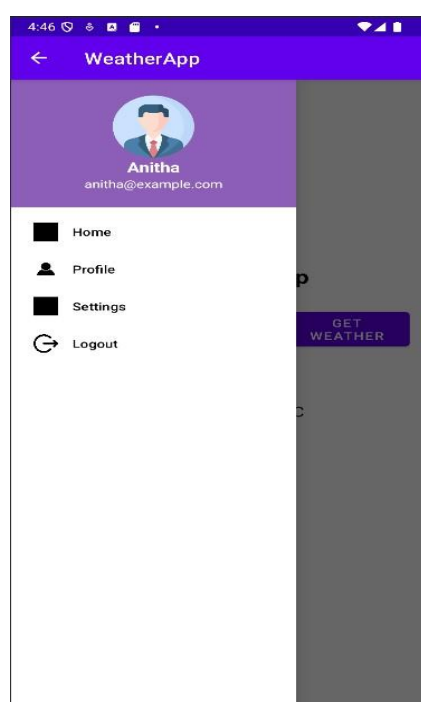 4:46
WeatherApp
Anitha
anitha@example.com
Home
Profile
p
Settings
GET
WEATHER
Logout
C